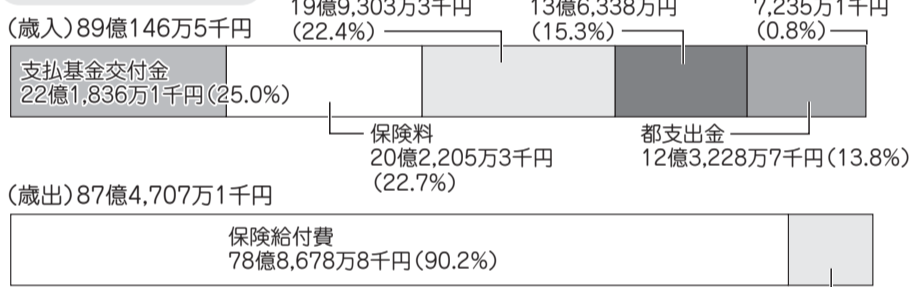 19億9,303万3千円
(22.4%)
13億6,338万円
(15.3%)
7,235万1千円
(0.8%)
(歳入)89億146万5千円
支払基金交付金
22億1,836万1千円(25.0%)
保険料
20億2,205万3千円
(22.7%)
都支出金
12億3,228万7千円(13.8%)
(歳出)87億4,707万1千円
保険給付費
78億8,678万8千円(90.2%)